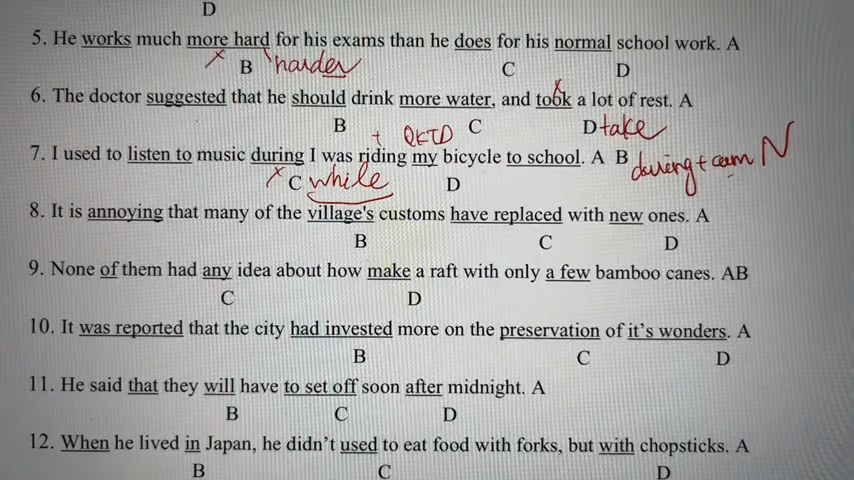 D
5. He works much more hard for his exams than he does for his normal school work. A
B harder C D
6. The doctor suggested that he should drink more water, and took a lot of rest. A
B C D take
+ QKTD
7. I used to listen to music during I was riding my bicycle to school. A B during + cụm N
C while D
8. It is annoying that many of the village's customs have replaced with new ones. A
B C D
9. None of them had any idea about how make a raft with only a few bamboo canes. AB
C D
10. It was reported that the city had invested more on the preservation of it's wonders. A
B C D
11. He said that they will have to set off soon after midnight. A
B C D
12. When he lived in Japan, he didn't used to eat food with forks, but with chopsticks. A
B C D